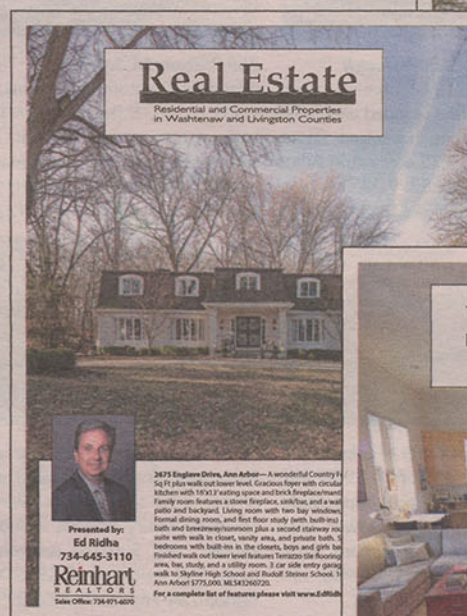 Real Estate
Residential and Commercial Properties
in Washtenaw and Livingston Counties
2675 Englave Drive, Ann Arbor— A wonderful Country
Sq Ft plus walk out lower level. Gracious foyer with circular
kitchen with 18'x13' eating space and brick fireplace/
Family room features a stone fireplace, sink/bar, and a
patio and backyard. Living room with two bay windows,
Formal dining room, and first floor study (with built-ins)
bath and breezeway/sunroom plus a second stairway
suite with walk in closet, vanity area, and private bath.
bedrooms with built-ins in the closets, boys and girls
Finished walk out lower level features Terrazzo tile flooring
area, bar, study, and a utility room. 3 car side entry
walk to Skyline High School and Rudolf Steiner School.
Ann Arbor! $775,000, MLS#3260720.
For a complete list of features please visit www.EdRidh
Presented by:
Ed Ridha
734-645-3110
Reinhart
REALTORS
Sales Office: 734-971-6070